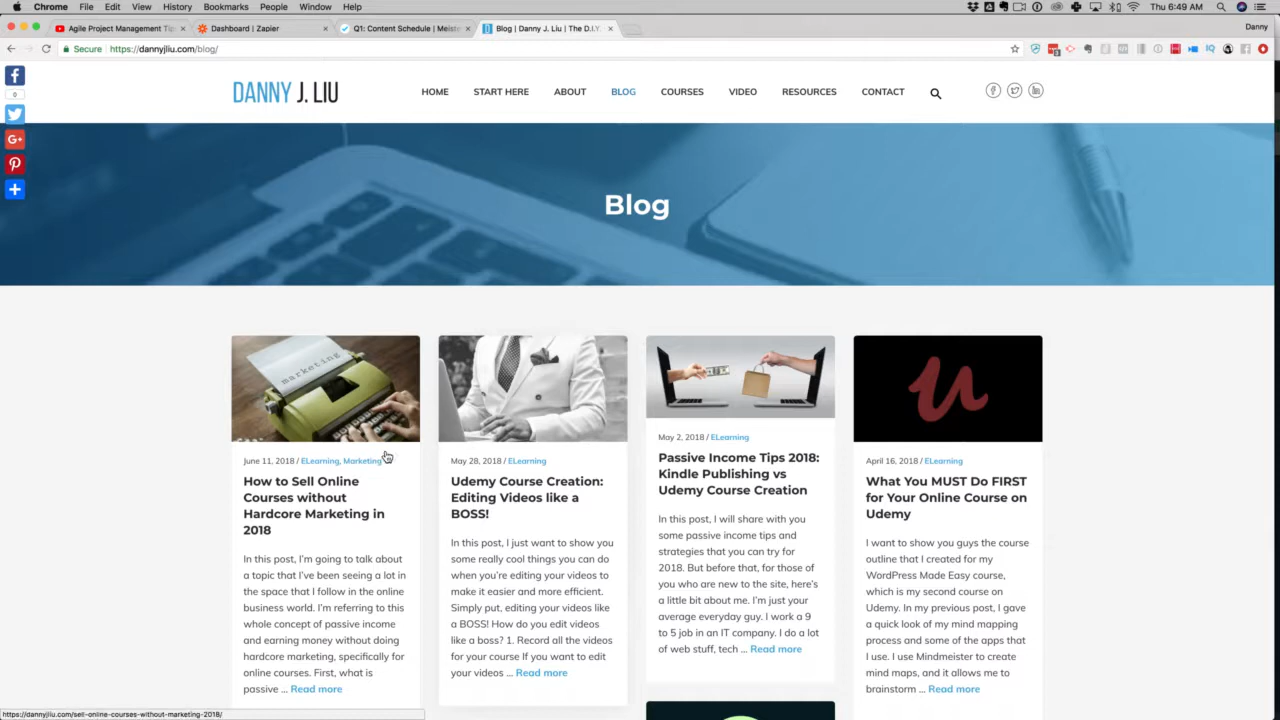 Chrome File Edit View History Bookmarks People Window Help
Thu 6:49 AM
Agile Project Management Ti
Dashboard | Zapier
Q1: Content Schedule | Meiste
Blog | Danny J. Liu | The D.I.Y.
Danny
Secure
https://dannyjliu.com/blog/
0
DANNY J. LIU
HOME START HERE ABOUT BLOG COURSES VIDEO RESOURCES CONTACT
Blog
marketing
June 11, 2018 / ELearning, Marketing
How to Sell Online
Courses without
Hardcore Marketing in
2018
In this post, I'm going to talk about
a topic that I've been seeing a lot in
the space that I follow in the online
business world. I'm referring to this
whole concept of passive income
and earning money without doing
hardcore marketing, specifically for
online courses. First, what is
passive ... Read more
May 28, 2018 / ELearning
Udemy Course Creation:
Editing Videos like a
BOSS!
In this post, I just want to show you
some really cool things you can do
when you're editing your videos to
make it easier and more efficient.
Simply put, editing your videos like
a BOSS! How do you edit videos
like a boss? 1. Record all the videos
for your course If you want to edit
your videos ... Read more
May 2, 2018 / ELearning
Passive Income Tips 2018:
Kindle Publishing vs
Udemy Course Creation
In this post, I will share with you
some passive income tips and
strategies that you can try for
2018. But before that, for those of
you who are new to the site, here's
a little bit about me. I'm just your
average everyday guy. I work a 9
to 5 job in an IT company. I do a lot
of web stuff, tech ... Read more
April 16, 2018 / ELearning
What You MUST Do FIRST
for Your Online Course on
Udemy
I want to show you guys the course
outline that I created for my
WordPress Made Easy course,
which is my second course on
Udemy. In my previous post, I gave
a quick look of my mind mapping
process and some of the apps that
I use. I use Mindmeister to create
mind maps, and it allows me to
brainstorm ... Read more
https://dannyjliu.com/sell-online-courses-without-marketing-2018/